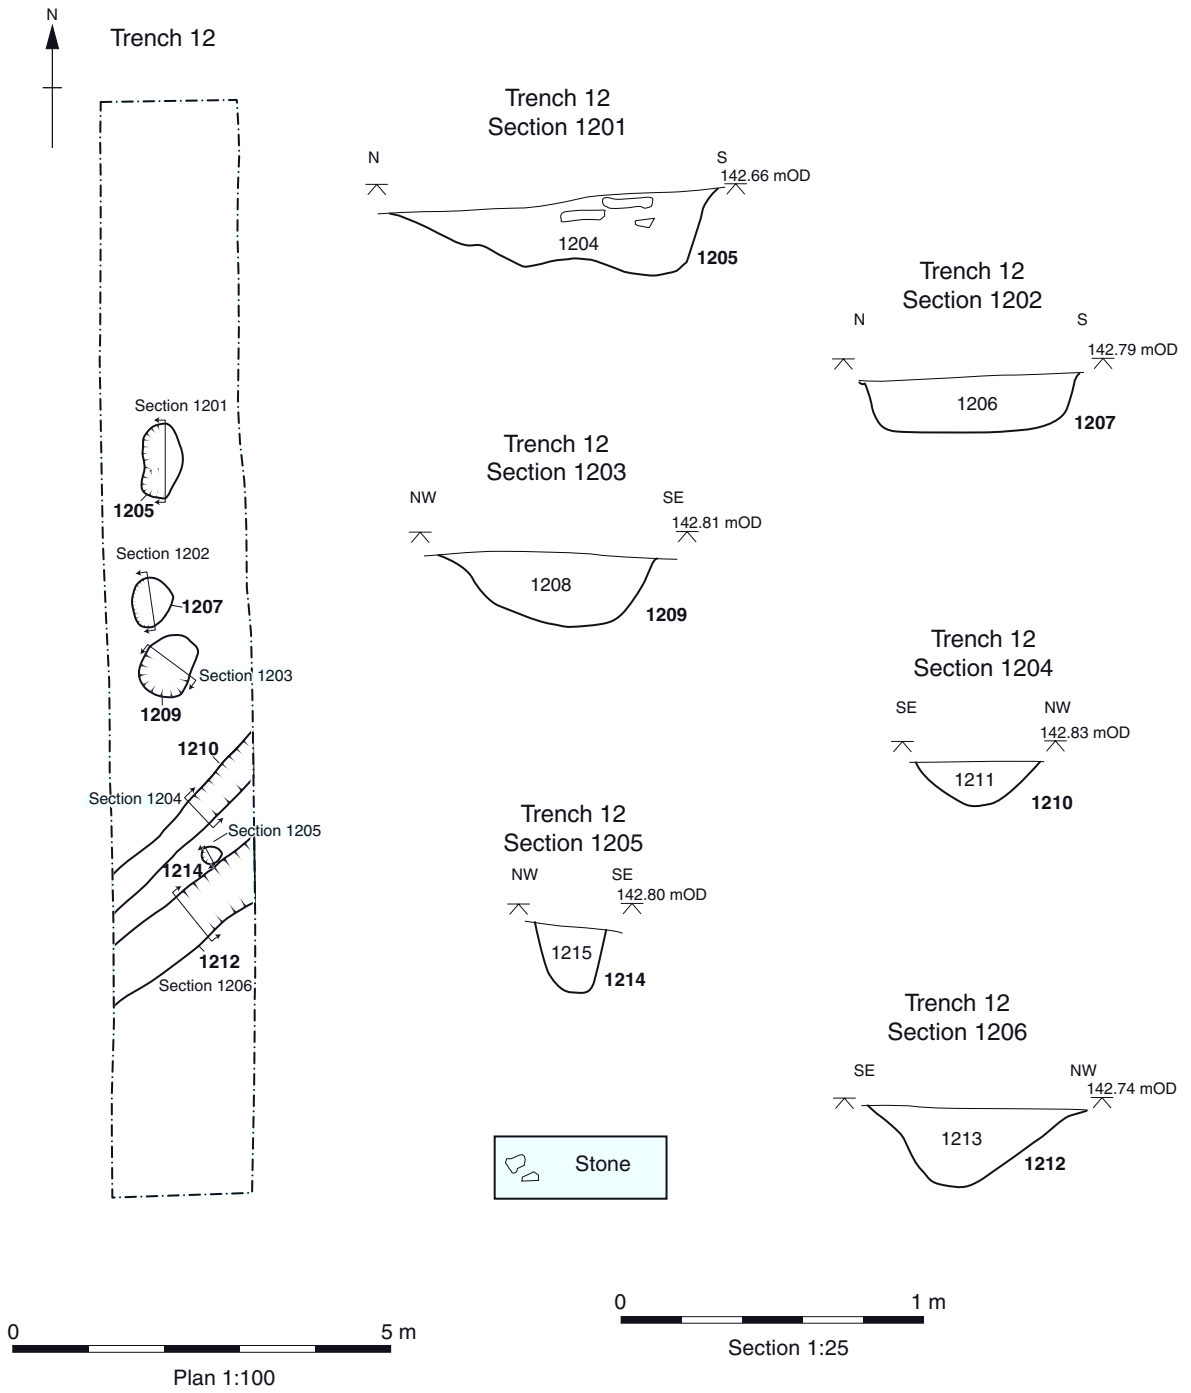 N
Trench 12
Section 1201
1205
Section 1202
1207
Section 1203
1209
1210
Section 1204
Section 1205
1214
1212
Section 1206
Trench 12
Section 1201
N
S
142.66 mOD
1204
1205
Trench 12
Section 1202
N
S
142.79 mOD
1206
1207
Trench 12
Section 1203
NW
SE
142.81 mOD
1208
1209
Trench 12
Section 1204
SE
NW
142.83 mOD
1211
1210
Trench 12
Section 1205
NW
SE
142.80 mOD
1215
1214
Trench 12
Section 1206
SE
NW
142.74 mOD
1213
1212
Stone
0
5 m
Plan 1:100
0
1 m
Section 1:25